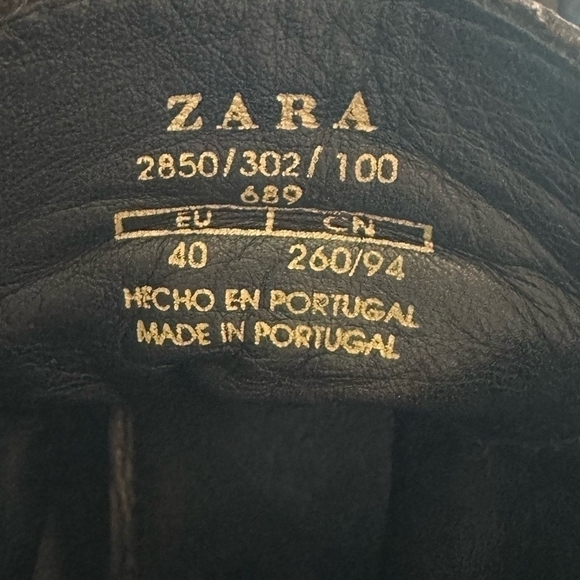 ZARA
2850/302/100
689
EU CN
40 260/94
HECHO EN PORTUGAL
MADE IN PORTUGAL